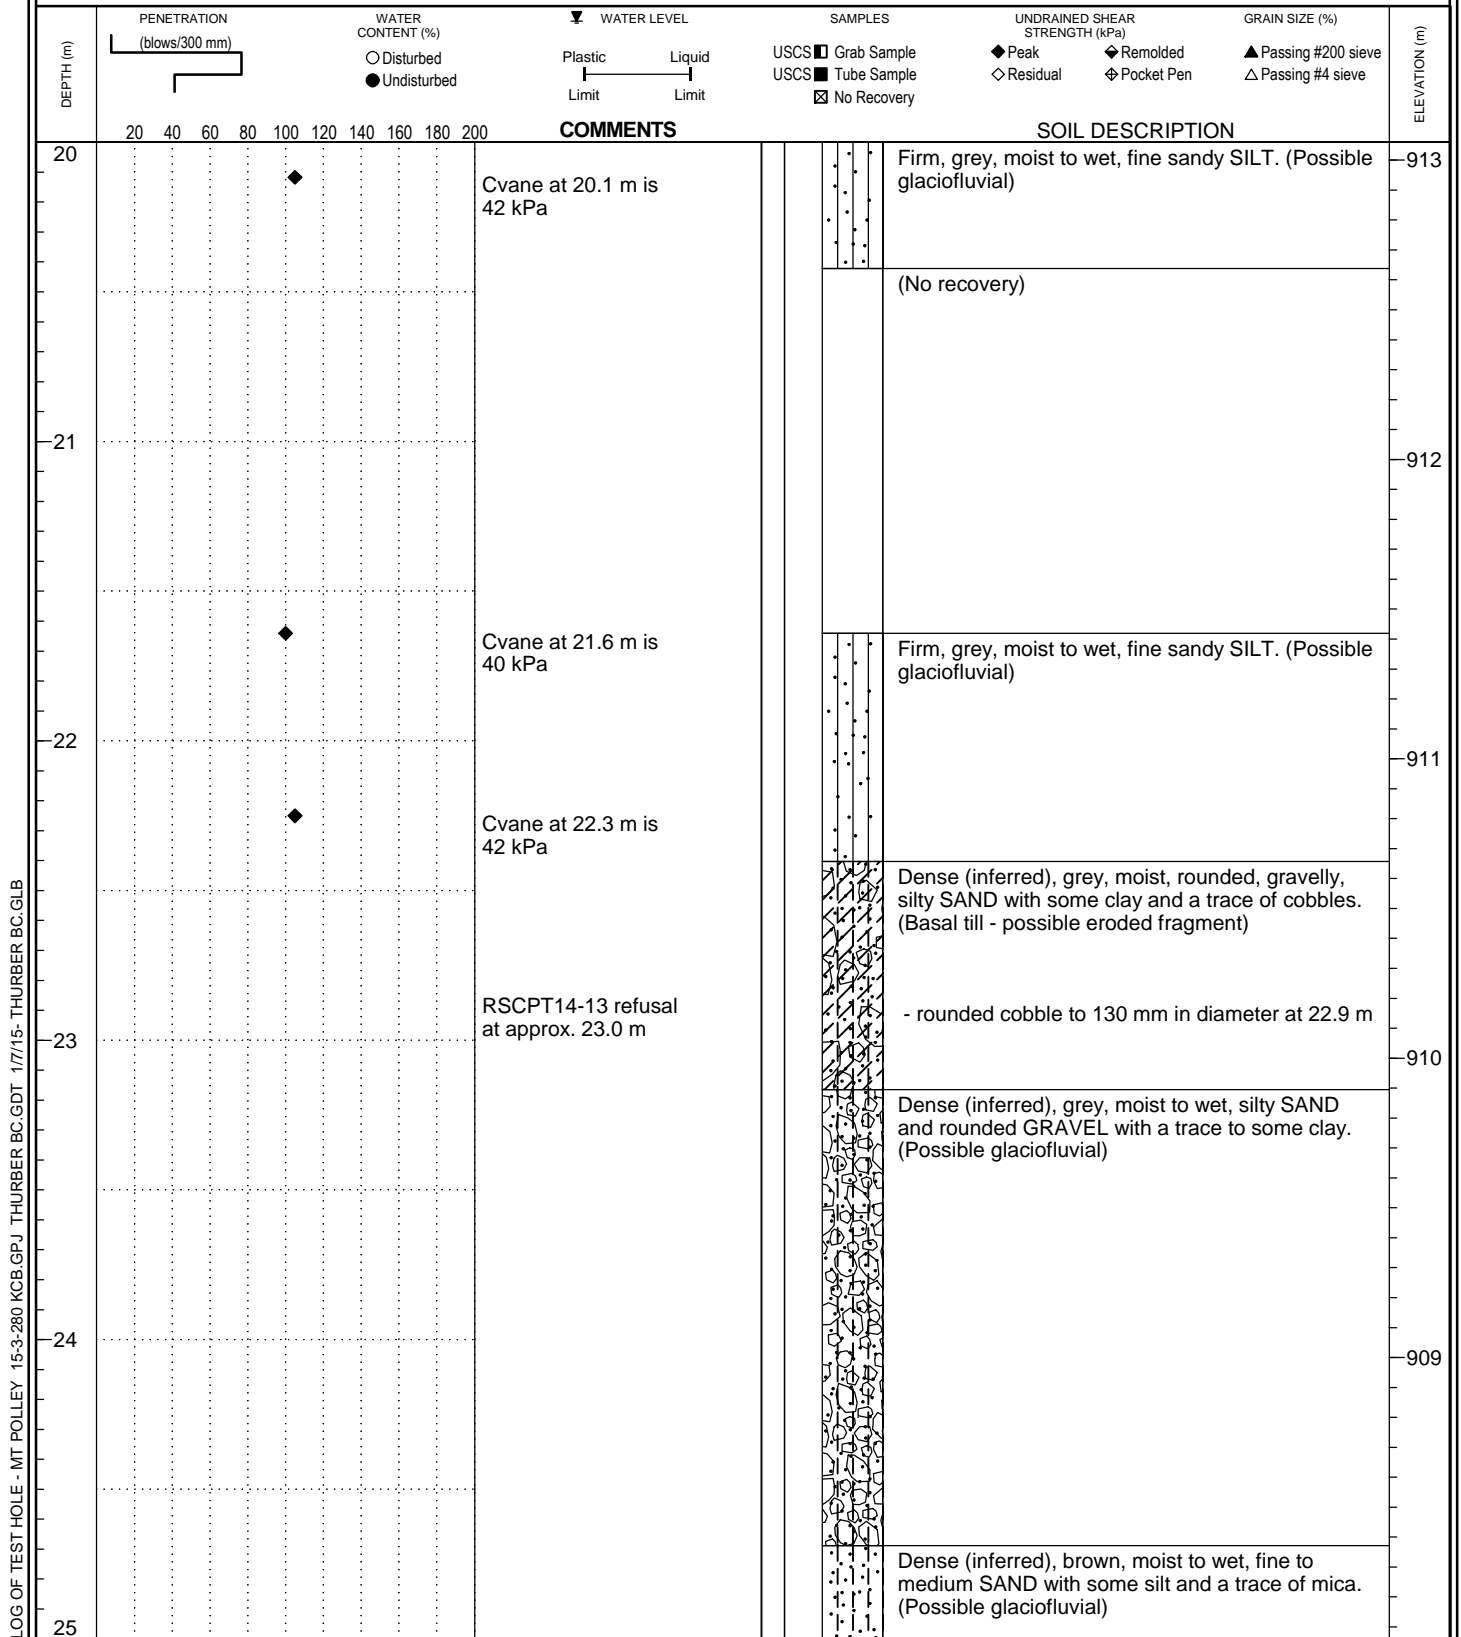 PENETRATION
(blows/300 mm)
WATER
CONTENT (%)
Disturbed
Undisturbed
WATER LEVEL
Plastic Liquid
Limit Limit
SAMPLES
USCS Grab Sample
USCS Tube Sample
No Recovery
UNDRAINED SHEAR
STRENGTH (kPa)
Peak Remolded
Residual Pocket Pen
GRAIN SIZE (%)
Passing #200 sieve
Passing #4 sieve
DEPTH (m)
ELEVATION (m)
20 40 60 80 100 120 140 160 180 200
COMMENTS
SOIL DESCRIPTION
20
Cvane at 20.1 m is
42 kPa
Firm, grey, moist to wet, fine sandy SILT. (Possible
glaciofluvial)
913
(No recovery)
21
912
Cvane at 21.6 m is
40 kPa
Firm, grey, moist to wet, fine sandy SILT. (Possible
glaciofluvial)
22
911
Cvane at 22.3 m is
42 kPa
Dense (inferred), grey, moist, rounded, gravelly,
silty SAND with some clay and a trace of cobbles.
(Basal till - possible eroded fragment)
RSCPT14-13 refusal
at approx. 23.0 m
- rounded cobble to 130 mm in diameter at 22.9 m
23
910
Dense (inferred), grey, moist to wet, silty SAND
and rounded GRAVEL with a trace to some clay.
(Possible glaciofluvial)
24
909
Dense (inferred), brown, moist to wet, fine to
medium SAND with some silt and a trace of mica.
(Possible glaciofluvial)
25
LOG OF TEST HOLE - MT POLLEY 15-3-280 KCB.GPJ THURBER BC.GDT 1/7/15- THURBER BC.GLB